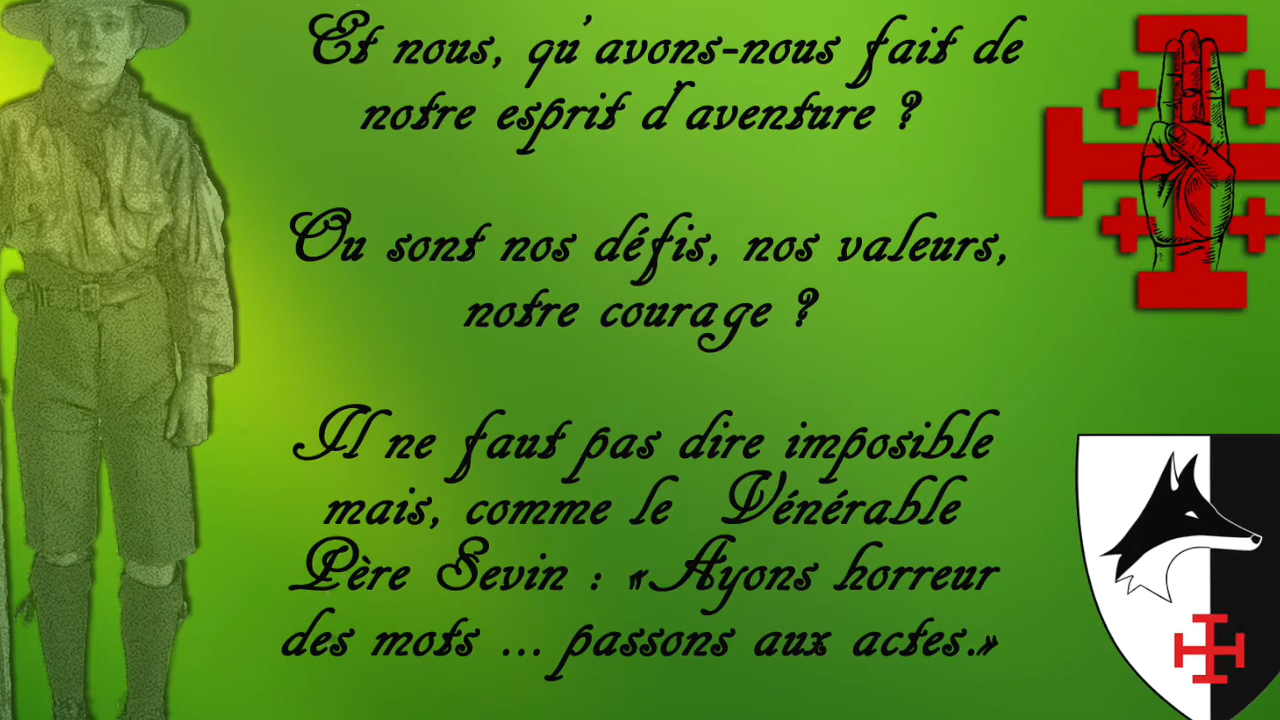 Et nous, qu'avons-nous fait de
notre esprit d'aventure ?
Ou sont nos défis, nos valeurs,
notre courage ?
Il ne faut pas dire imposible
mais, comme le Vénérable
Père Sevin : «Ayons horreur
des mots ... passons aux actes.»